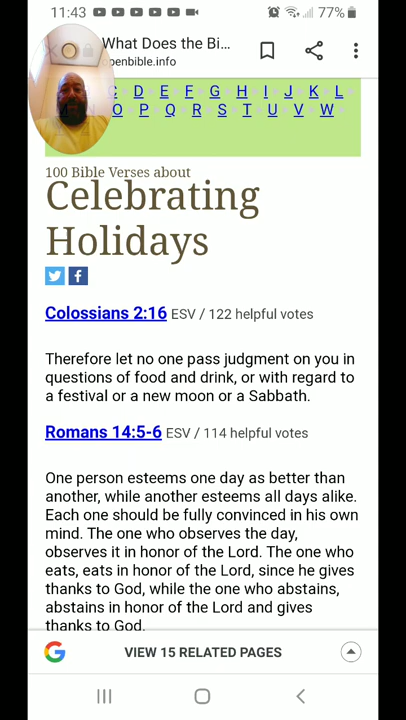 11:43 77%
What Does the Bi...
penbible.info
C D E F G H I J K L
N O P Q R S T U V W
100 Bible Verses about
Celebrating
Holidays
Colossians 2:16 ESV / 122 helpful votes
Therefore let no one pass judgment on you in
questions of food and drink, or with regard to
a festival or a new moon or a Sabbath.
Romans 14:5-6 ESV / 114 helpful votes
One person esteems one day as better than
another, while another esteems all days alike.
Each one should be fully convinced in his own
mind. The one who observes the day,
observes it in honor of the Lord. The one who
eats, eats in honor of the Lord, since he gives
thanks to God, while the one who abstains,
abstains in honor of the Lord and gives
thanks to God.
VIEW 15 RELATED PAGES